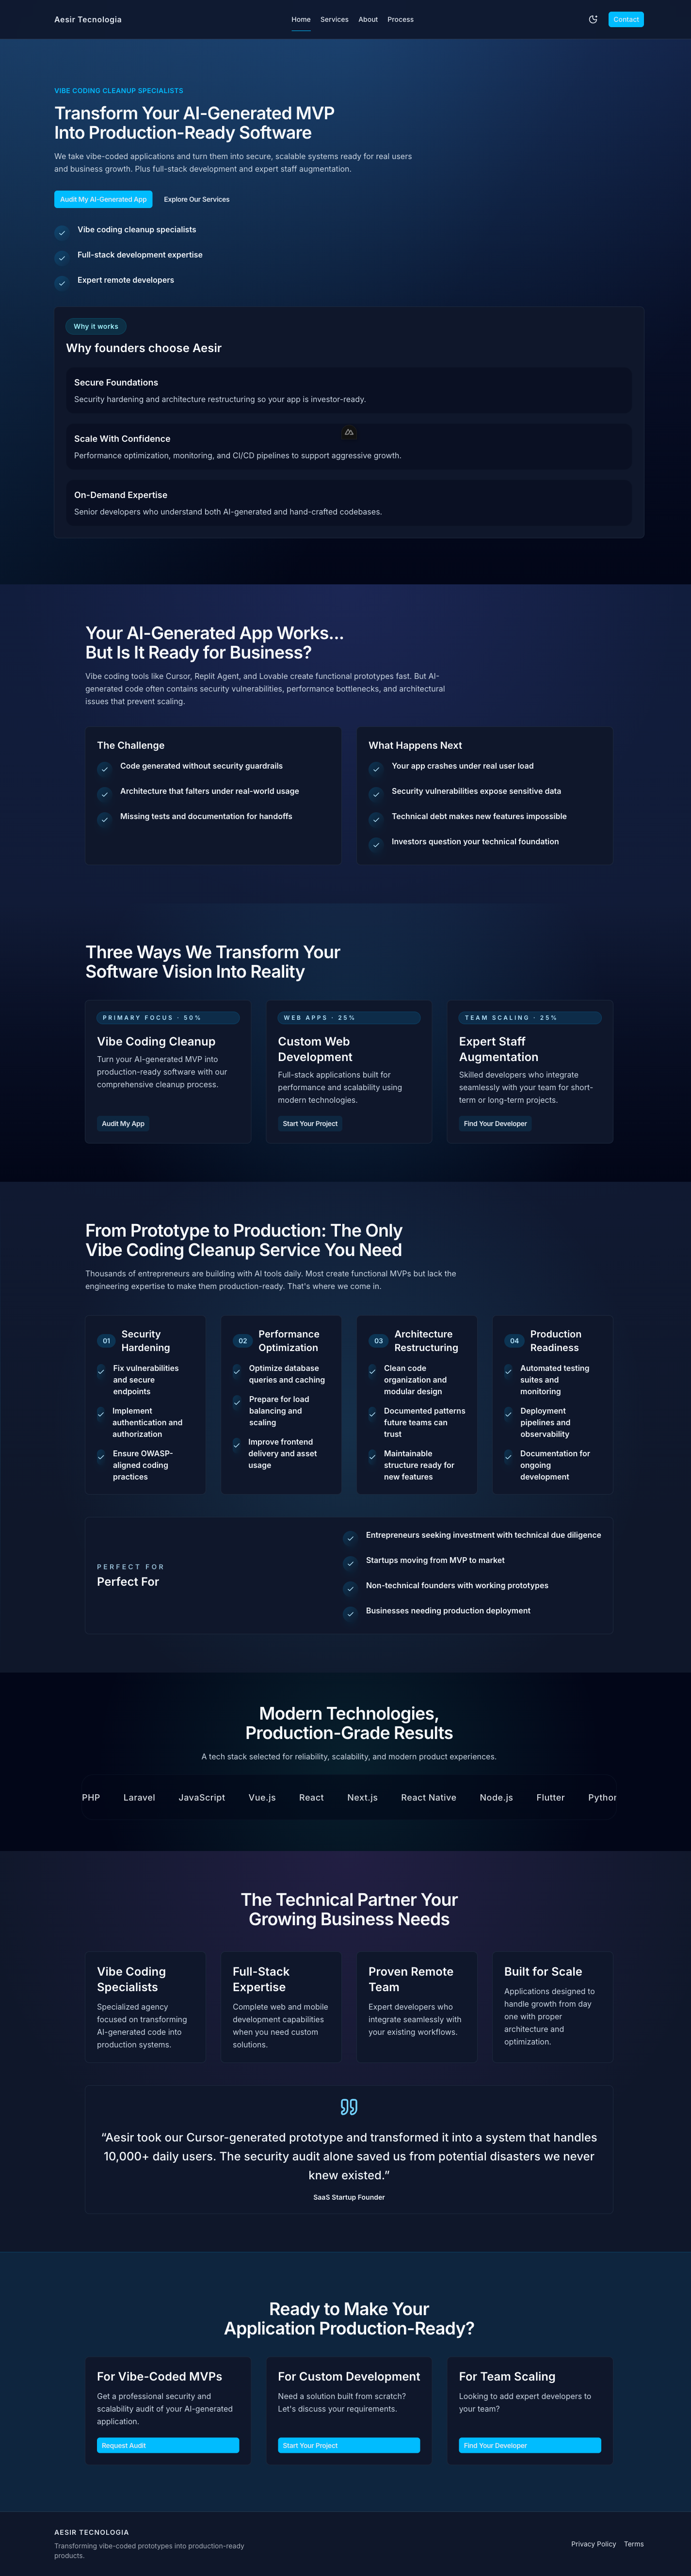 Aesir Tecnologia
Home Services About Process
Contact
VIBE CODING CLEANUP SPECIALISTS
Transform Your AI-Generated MVP
Into Production-Ready Software
We take vibe-coded applications and turn them into secure, scalable systems ready for real users
and business growth. Plus full-stack development and expert staff augmentation.
Audit My AI-Generated App
Explore Our Services
Vibe coding cleanup specialists
Full-stack development expertise
Expert remote developers
Why it works
Why founders choose Aesir
Secure Foundations
Security hardening and architecture restructuring so your app is investor-ready.
Scale With Confidence
Performance optimization, monitoring, and CI/CD pipelines to support aggressive growth.
On-Demand Expertise
Senior developers who understand both AI-generated and hand-crafted codebases.
Your AI-Generated App Works...
But Is It Ready for Business?
Vibe coding tools like Cursor, Replit Agent, and Lovable create functional prototypes fast. But AI-
generated code often contains security vulnerabilities, performance bottlenecks, and architectural
issues that prevent scaling.
The Challenge
Code generated without security guardrails
Architecture that falters under real-world usage
Missing tests and documentation for handoffs
What Happens Next
Your app crashes under real user load
Security vulnerabilities expose sensitive data
Technical debt makes new features impossible
Investors question your technical foundation
Three Ways We Transform Your
Software Vision Into Reality
PRIMARY FOCUS · 50%
Vibe Coding Cleanup
Turn your AI-generated MVP into
production-ready software with our
comprehensive cleanup process.
Audit My App
WEB APPS · 25%
Custom Web
Development
Full-stack applications built for
performance and scalability using
modern technologies.
Start Your Project
TEAM SCALING · 25%
Expert Staff
Augmentation
Skilled developers who integrate
seamlessly with your team for short-
term or long-term projects.
Find Your Developer
From Prototype to Production: The Only
Vibe Coding Cleanup Service You Need
Thousands of entrepreneurs are building with AI tools daily. Most create functional MVPs but lack the
engineering expertise to make them production-ready. That's where we come in.
01
Security
Hardening
Fix vulnerabilities
and secure
endpoints
Implement
authentication and
authorization
Ensure OWASP-
aligned coding
practices
02
Performance
Optimization
Optimize database
queries and caching
Prepare for load
balancing and
scaling
Improve frontend
delivery and asset
usage
03
Architecture
Restructuring
Clean code
organization and
modular design
Documented patterns
future teams can
trust
Maintainable
structure ready for
new features
04
Production
Readiness
Automated testing
suites and
monitoring
Deployment
pipelines and
observability
Documentation for
ongoing
development
PERFECT FOR
Perfect For
Entrepreneurs seeking investment with technical due diligence
Startups moving from MVP to market
Non-technical founders with working prototypes
Businesses needing production deployment
Modern Technologies,
Production-Grade Results
A tech stack selected for reliability, scalability, and modern product experiences.
PHP Laravel JavaScript Vue.js React Next.js React Native Node.js Flutter Python
The Technical Partner Your
Growing Business Needs
Vibe Coding
Specialists
Specialized agency
focused on transforming
AI-generated code into
production systems.
Full-Stack
Expertise
Complete web and mobile
development capabilities
when you need custom
solutions.
Proven Remote
Team
Expert developers who
integrate seamlessly with
your existing workflows.
Built for Scale
Applications designed to
handle growth from day
one with proper
architecture and
optimization.
“Aesir took our Cursor-generated prototype and transformed it into a system that handles
10,000+ daily users. The security audit alone saved us from potential disasters we never
knew existed.”
SaaS Startup Founder
Ready to Make Your
Application Production-Ready?
For Vibe-Coded MVPs
Get a professional security and
scalability audit of your AI-generated
application.
Request Audit
For Custom Development
Need a solution built from scratch?
Let's discuss your requirements.
Start Your Project
For Team Scaling
Looking to add expert developers to
your team?
Find Your Developer
AESIR TECNOLOGIA
Transforming vibe-coded prototypes into production-ready
products.
Privacy Policy Terms